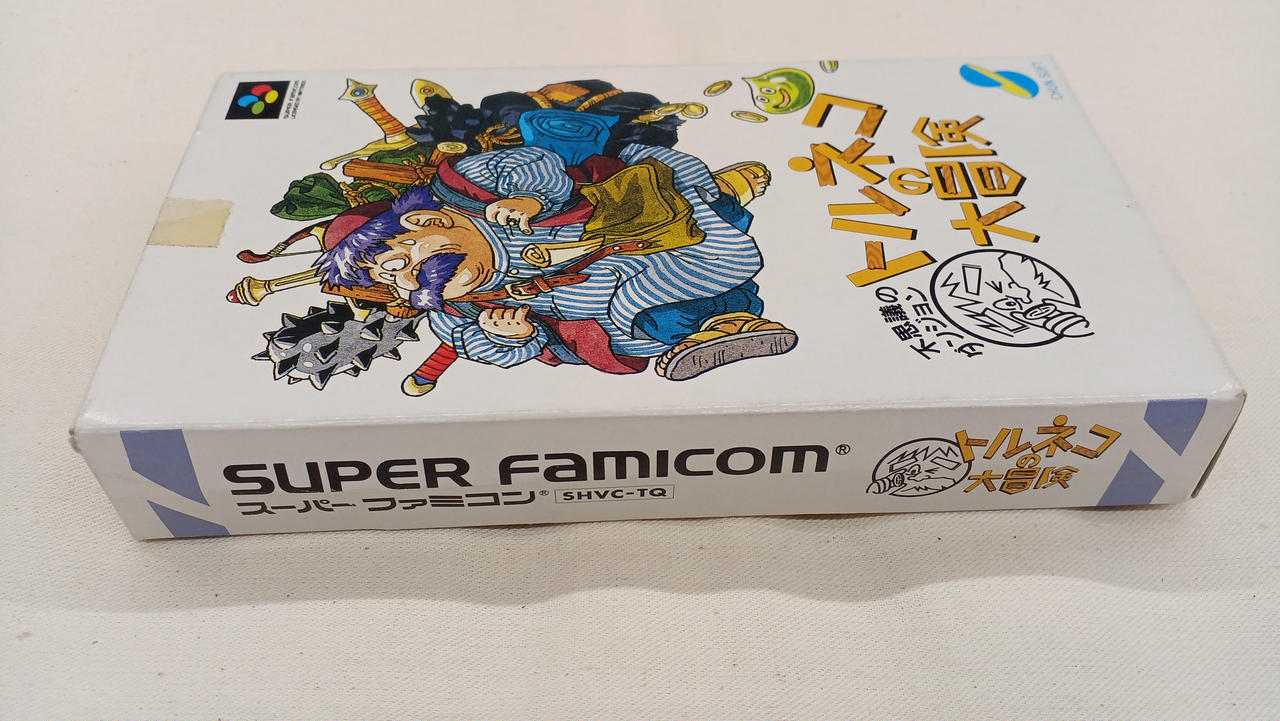 CHUN SOFT
トルネコの
大冒険
不思議の
ダンジョン
SUPER FAMICOM®
スーパーファミコン® SHVC-TQ
トルネコの
大冒険